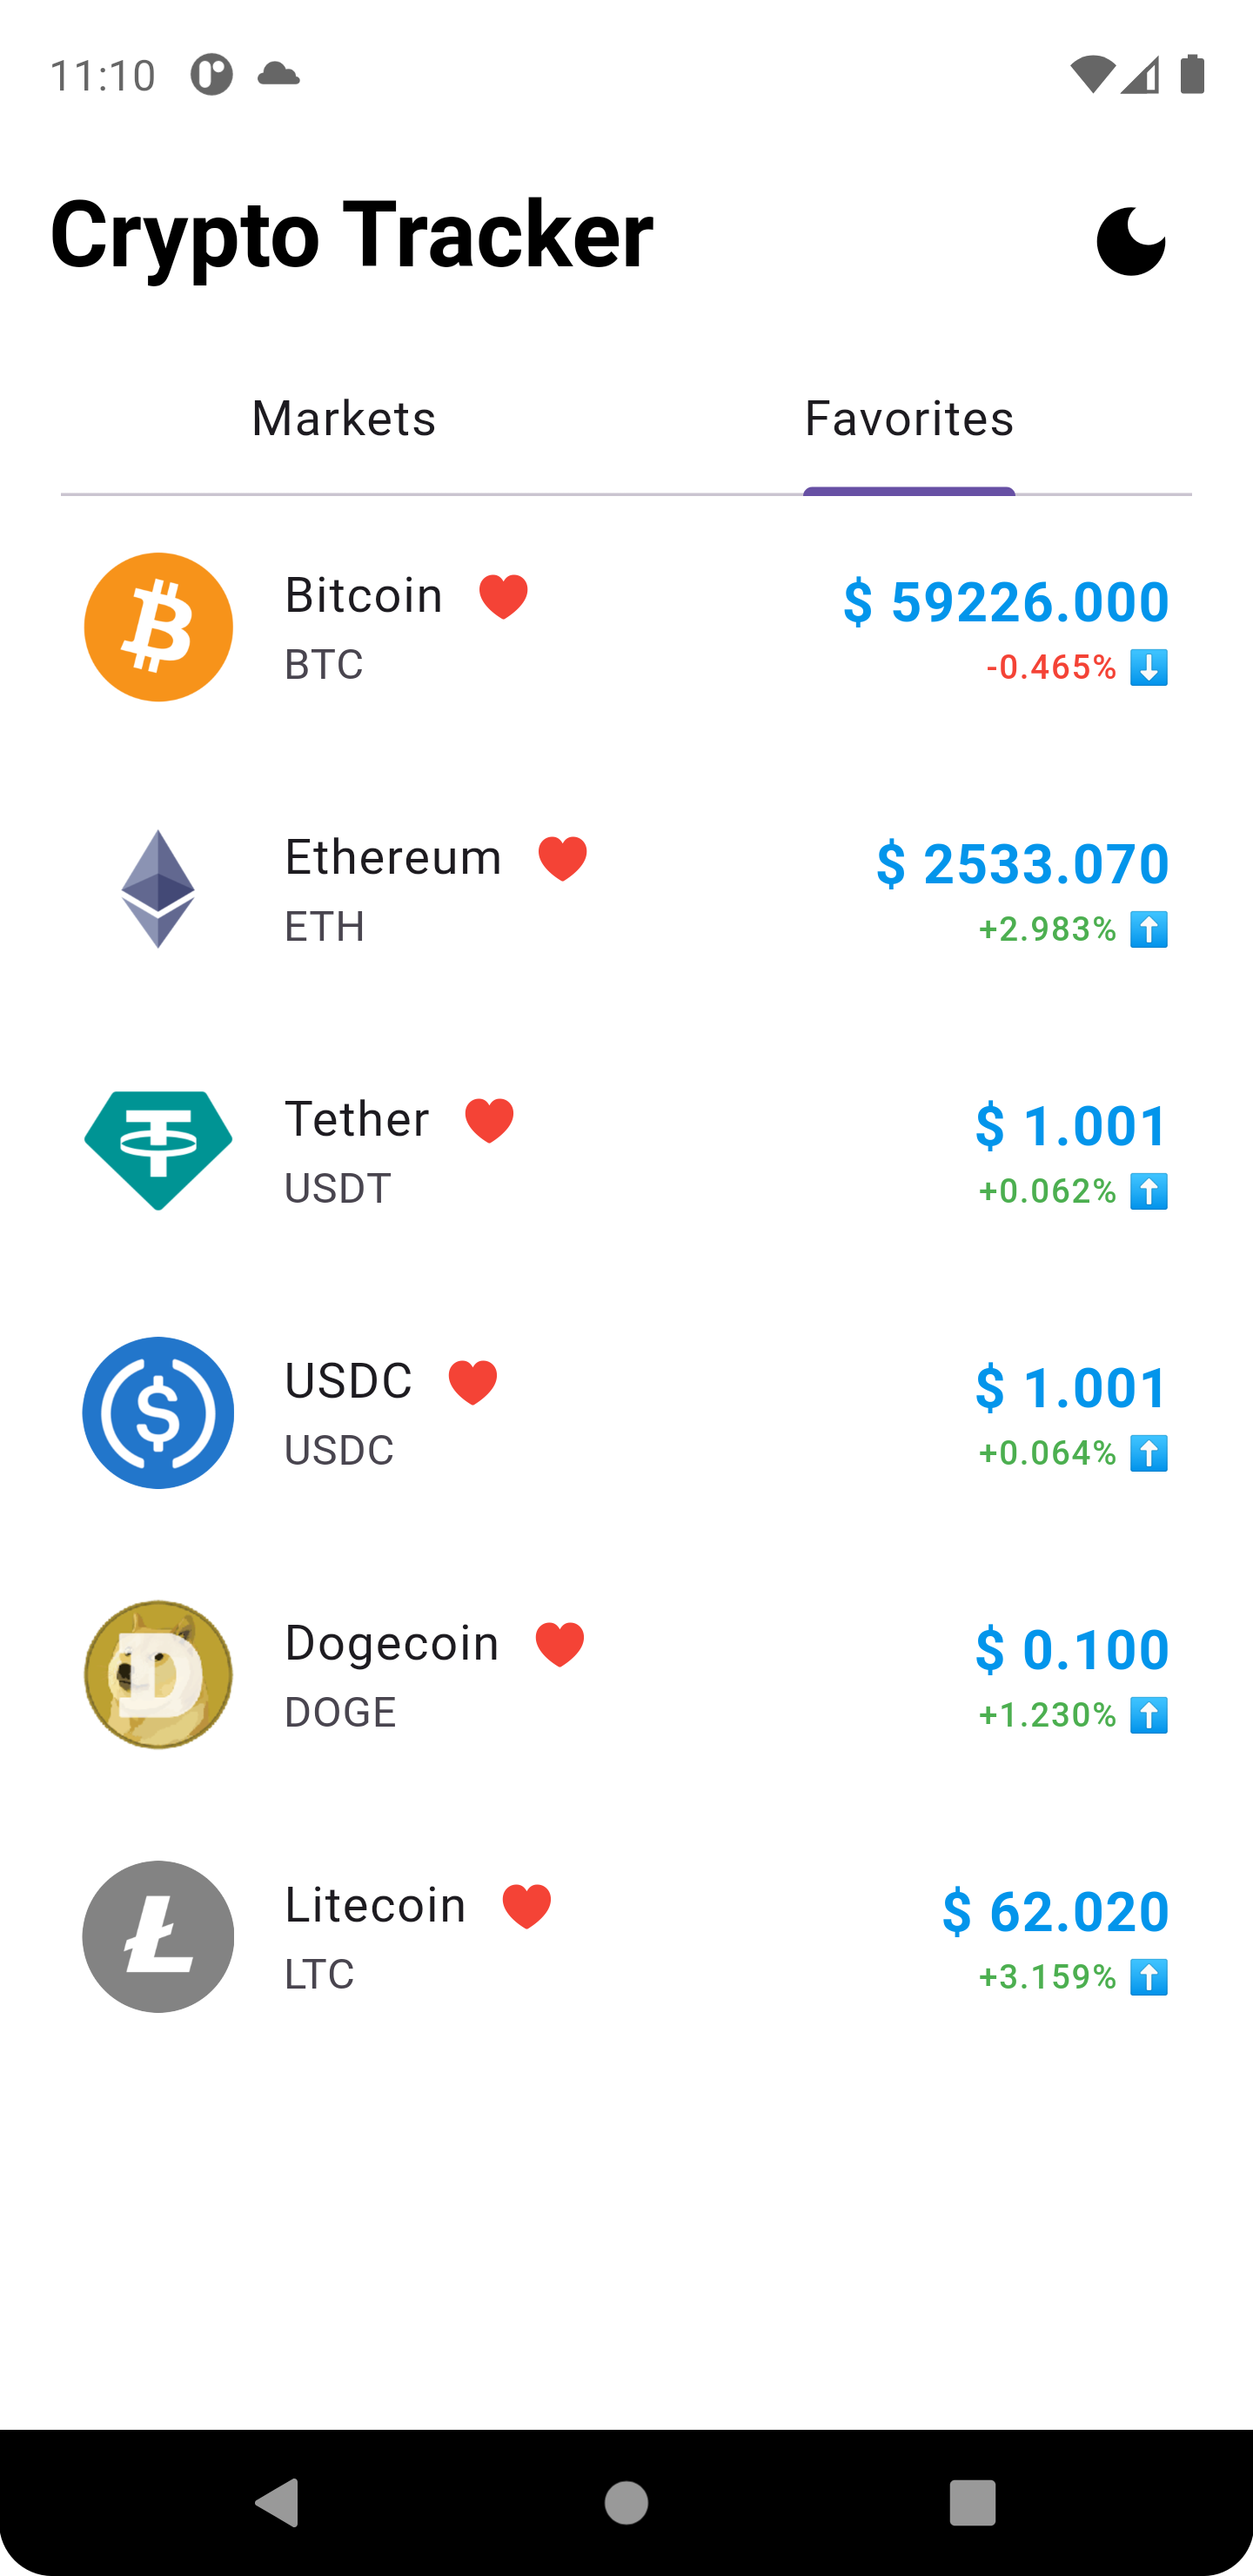 11:10
Crypto Tracker
Markets Favorites
Bitcoin $ 59226.000
BTC -0.465%
Ethereum $ 2533.070
ETH +2.983%
Tether $ 1.001
USDT +0.062%
USDC $ 1.001
USDC +0.064%
Dogecoin $ 0.100
DOGE +1.230%
Litecoin $ 62.020
LTC +3.159%